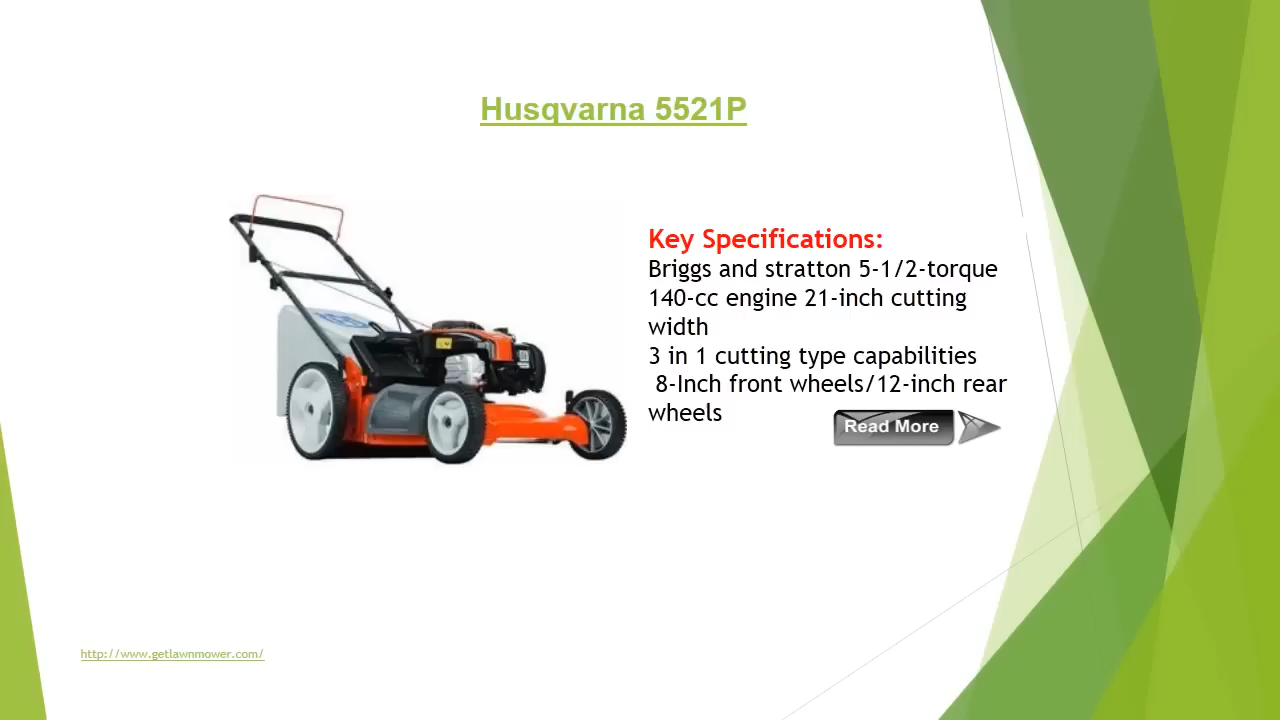 Husqvarna 5521P
Key Specifications:
Briggs and stratton 5-1/2-torque
140-cc engine 21-inch cutting
width
3 in 1 cutting type capabilities
8-Inch front wheels/12-inch rear
wheels
Read More
http://www.getlawnmower.com/